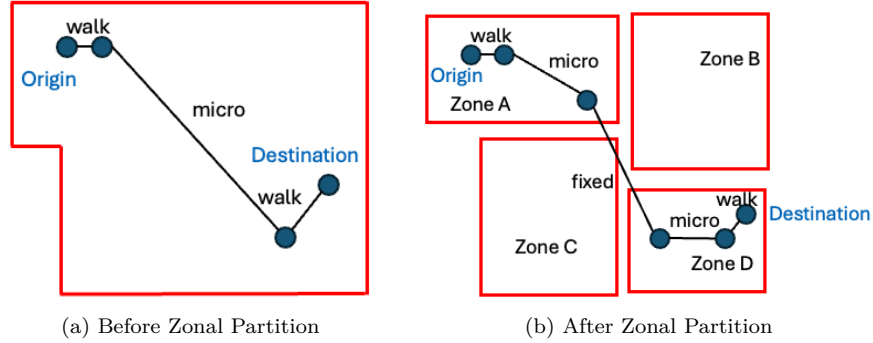 walk
Origin
micro
Destination
walk
(a) Before Zonal Partition
walk
Origin
micro
Zone A
Zone B
fixed
Zone C
walk
Destination
micro
Zone D
(b) After Zonal Partition